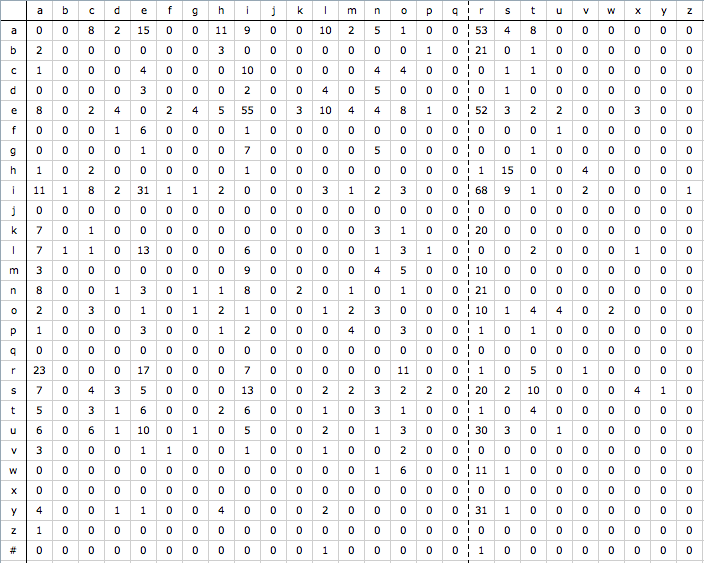 a b c d e f g h i j k l m n o p q r s t u v w x y z
a 0 0 8 2 15 0 0 11 9 0 0 10 2 5 1 0 0 53 4 8 0 0 0 0 0 0
b 2 0 0 0 0 0 0 3 0 0 0 0 0 0 0 1 0 21 0 1 0 0 0 0 0 0
c 1 0 0 0 4 0 0 0 10 0 0 0 0 4 4 0 0 0 1 1 0 0 0 0 0 0
d 0 0 0 0 3 0 0 0 2 0 0 4 0 5 0 0 0 0 1 0 0 0 0 0 0 0
e 8 0 2 4 0 2 4 5 55 0 3 10 4 4 8 1 0 52 3 2 2 0 0 3 0 0
f 0 0 0 1 6 0 0 0 1 0 0 0 0 0 0 0 0 0 0 0 1 0 0 0 0 0
g 0 0 0 0 1 0 0 0 7 0 0 0 0 5 0 0 0 0 0 1 0 0 0 0 0 0
h 1 0 2 0 0 0 0 0 1 0 0 0 0 0 0 0 0 1 15 0 0 4 0 0 0 0
i 11 1 8 2 31 1 1 2 0 0 0 3 1 2 3 0 0 68 9 1 0 2 0 0 0 1
j 0 0 0 0 0 0 0 0 0 0 0 0 0 0 0 0 0 0 0 0 0 0 0 0 0 0
k 7 0 1 0 0 0 0 0 0 0 0 0 0 3 1 0 0 20 0 0 0 0 0 0 0 0
l 7 1 1 0 13 0 0 0 6 0 0 0 0 1 3 1 0 0 0 2 0 0 0 1 0 0
m 3 0 0 0 0 0 0 0 9 0 0 0 0 4 5 0 0 10 0 0 0 0 0 0 0 0
n 8 0 0 1 3 0 1 1 8 0 2 0 1 0 1 0 0 21 0 0 0 0 0 0 0 0
o 2 0 3 0 1 0 1 2 1 0 0 1 2 3 0 0 0 10 1 4 4 0 2 0 0 0
p 1 0 0 0 3 0 0 1 2 0 0 0 4 0 3 0 0 1 0 1 0 0 0 0 0 0
q 0 0 0 0 0 0 0 0 0 0 0 0 0 0 0 0 0 0 0 0 0 0 0 0 0 0
r 23 0 0 0 17 0 0 0 7 0 0 0 0 0 11 0 0 1 0 5 0 1 0 0 0 0
s 7 0 4 3 5 0 0 0 13 0 0 2 2 3 2 2 0 20 2 10 0 0 0 4 1 0
t 5 0 3 1 6 0 0 2 6 0 0 1 0 3 1 0 0 1 0 4 0 0 0 0 0 0
u 6 0 6 1 10 0 1 0 5 0 0 2 0 1 3 0 0 30 3 0 1 0 0 0 0 0
v 3 0 0 0 1 1 0 0 1 0 0 1 0 0 2 0 0 0 0 0 0 0 0 0 0 0
w 0 0 0 0 0 0 0 0 0 0 0 0 0 1 6 0 0 11 1 0 0 0 0 0 0 0
x 0 0 0 0 0 0 0 0 0 0 0 0 0 0 0 0 0 0 0 0 0 0 0 0 0 0
y 4 0 0 1 1 0 0 4 0 0 0 2 0 0 0 0 0 31 1 0 0 0 0 0 0 0
z 1 0 0 0 0 0 0 0 0 0 0 0 0 0 0 0 0 0 0 0 0 0 0 0 0 0
# 0 0 0 0 0 0 0 0 0 0 0 1 0 0 0 0 0 1 0 0 0 0 0 0 0 0